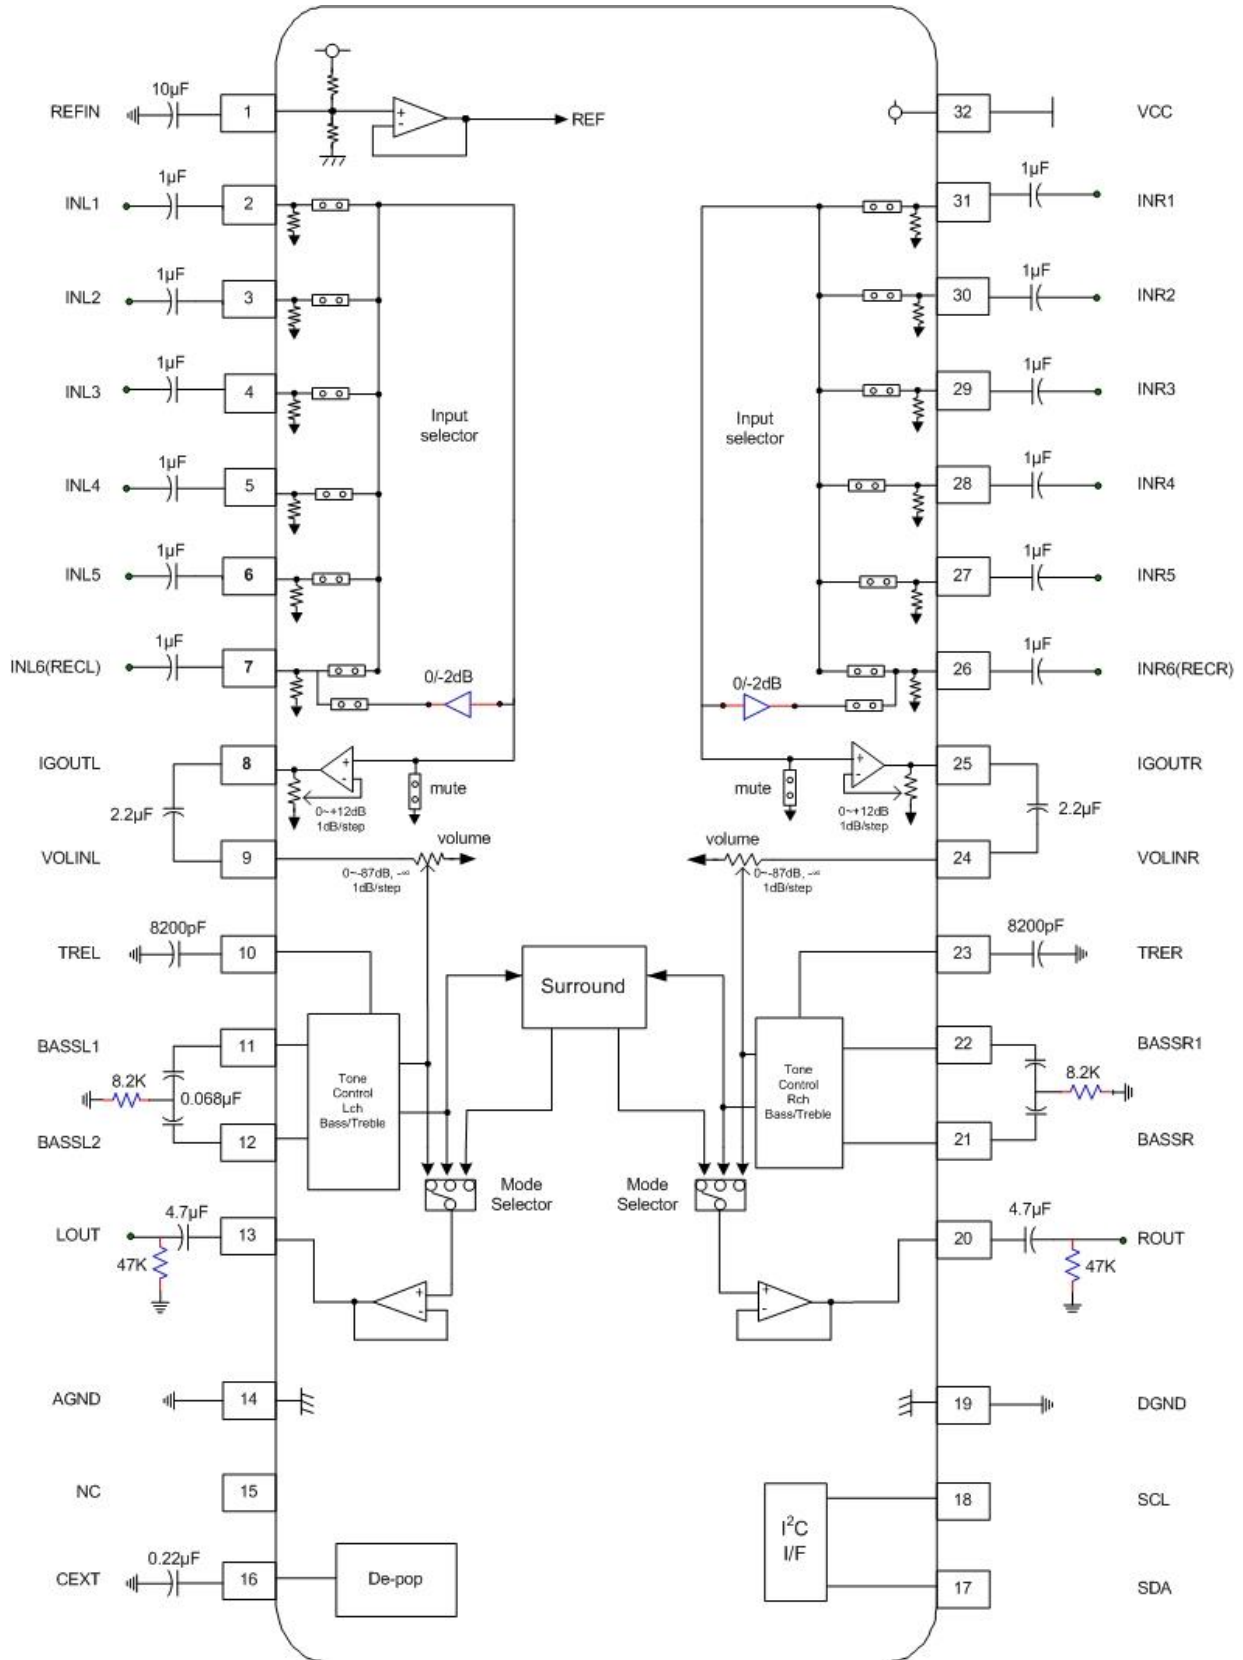 10µF
REFIN
1
+
-
REF
32
VCC
1µF
INL1
2
31
1µF
INR1
1µF
INL2
3
30
1µF
INR2
1µF
INL3
4
29
1µF
INR3
Input
selector
Input
selector
1µF
INL4
5
28
1µF
INR4
1µF
INL5
6
27
1µF
INR5
1µF
INL6(RECL)
7
0/-2dB
0/-2dB
26
1µF
INR6(RECR)
IGOUTL
8
+
-
mute
0~+12dB
1dB/step
mute
+
-
0~+12dB
1dB/step
25
IGOUTR
2.2µF
2.2µF
VOLINL
9
volume
0~-87dB, -∞
1dB/step
volume
0~-87dB, -∞
1dB/step
24
VOLINR
8200pF
TREL
10
23
8200pF
TRER
Surround
BASSL1
11
22
BASSR1
8.2K
0.068µF
Tone
Control
Lch
Bass/Treble
Tone
Control
Rch
Bass/Treble
8.2K
BASSL2
12
21
BASSR
Mode
Selector
Mode
Selector
4.7µF
LOUT
13
20
4.7µF
ROUT
47K
47K
+
-
+
-
AGND
14
19
DGND
NC
15
18
SCL
I²C
I/F
0.22µF
CEXT
16
De-pop
17
SDA